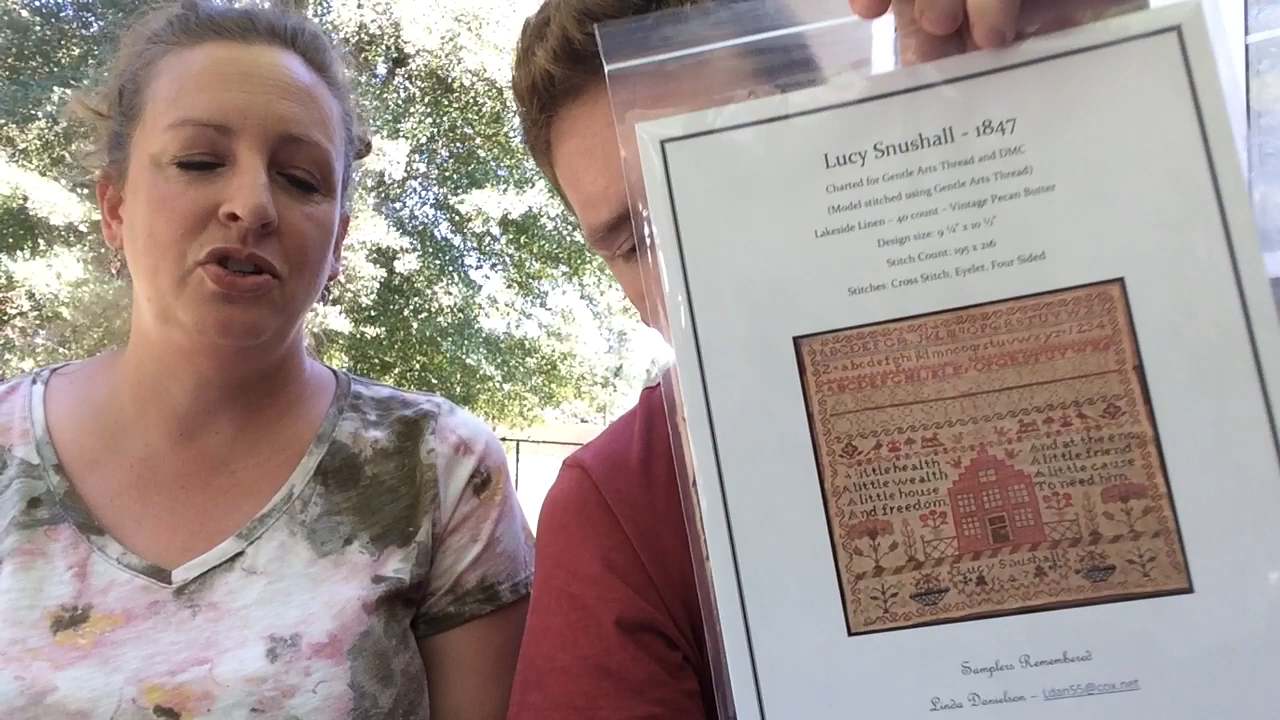 Lucy Snushall - 1847
Charted for Gentle Arts Thread and DMC
(Model stitched using Gentle Arts Thread)
Lakeside Linen - 40 count - Vintage Pecan Butter
Design size: 9 ¾" x 10 ½"
Stitch Count: 195 x 216
Stitches: Cross Stitch, Eyelet, Four Sided
little health
A little wealth
A little house
And freedom
And at the end
A little friend
A little cause
To need him.
Lucy Snushall
1847
Samplers Remembered
Linda Danielson - ldan55@cox.net